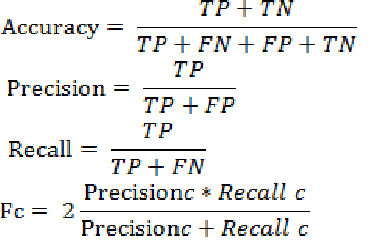 Accuracy = TP + TN / TP + FN + FP + TN
Precision = TP / TP + FP
Recall = TP / TP + FN
Fc = 2 Precisionc * Recall c / Precisionc + Recall c